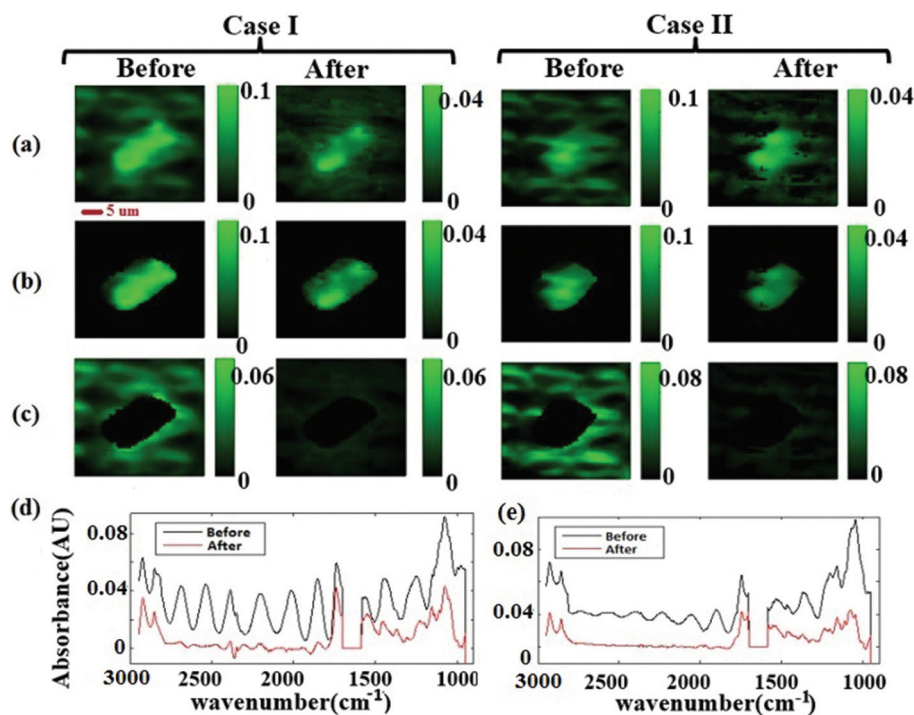 Case I Case II
Before After Before After
(a) 0.1 0.04 0.1 0.04
0 0 0 0
5 um
(b) 0.1 0.04 0.1 0.04
0 0 0 0
(c) 0.06 0.06 0.08 0.08
0 0 0 0
(d) (e)
Absorbance(AU)
0.08
0.04
0
Before
After
3000 2500 2000 1500 1000
wavenumber(cm-1)
0.08
0.04
0
Before
After
3000 2500 2000 1500 1000
wavenumber(cm-1)